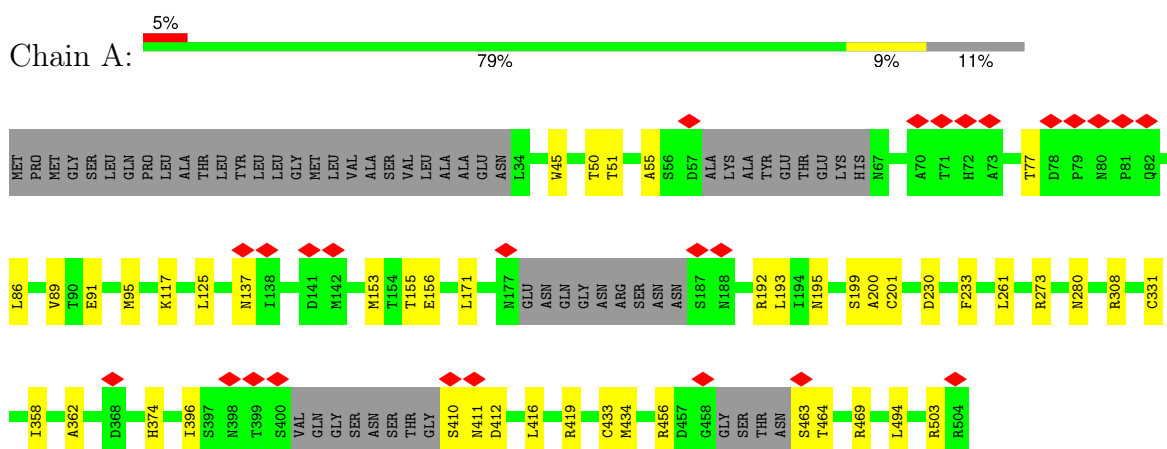 5%
Chain A:
79% 9% 11%
MET PRO MET GLY SER LEU GLN PRO LEU ALA THR LEU TYR LEU LEU GLY MET LEU VAL ALA SER VAL LEU ALA ALA GLU ASN L34 W45 T50 T51 A55 S56 D57 ALA LYS ALA TYR GLU THR GLU LYS HIS N67 A70 T71 H72 A73 T77 D78 P79 N80 P81 Q82
L86 V89 T90 E91 M95 K117 L125 N137 I138 D141 M142 M153 T154 T155 E156 L171 N177 GLU ASN GLN GLY ASN ARG SER ASN ASN S187 N188 R192 L193 I194 N195 S199 A200 C201 D230 F233 L261 R273 N280 R308 C331
I358 A362 D368 H374 I396 S397 N398 T399 S400 VAL GLN GLY SER ASN SER THR GLY S410 N411 D412 L416 R419 C433 M434 R456 D457 G458 GLY SER THR ASN S463 T464 R469 L494 R503 R504